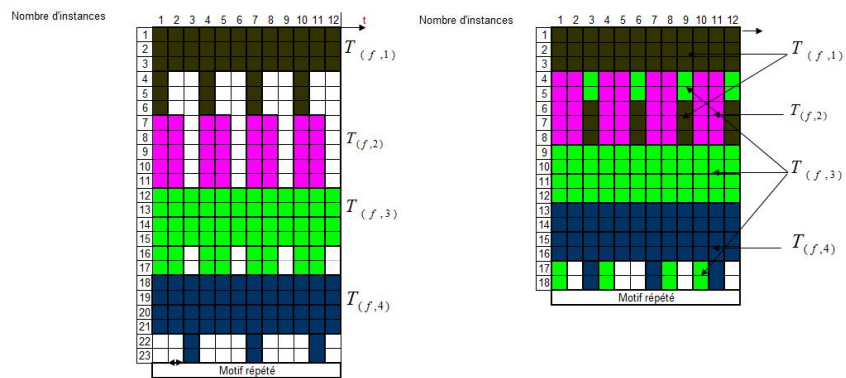 Nombre d'instances
1 2 3 4 5 6 7 8 9 10 11 12
t
1
2
3
4
5
6
7
8
9
10
11
12
13
14
15
16
17
18
19
20
21
22
23
T (f ,1)
T (f,2)
T (f ,3)
T (f,4)
Motif répété
Nombre d'instances
1 2 3 4 5 6 7 8 9 10 11 12
1
2
3
4
5
6
7
8
9
10
11
12
13
14
15
16
17
18
T (f ,1)
T (f,2)
T (f ,3)
T (f,4)
Motif répété